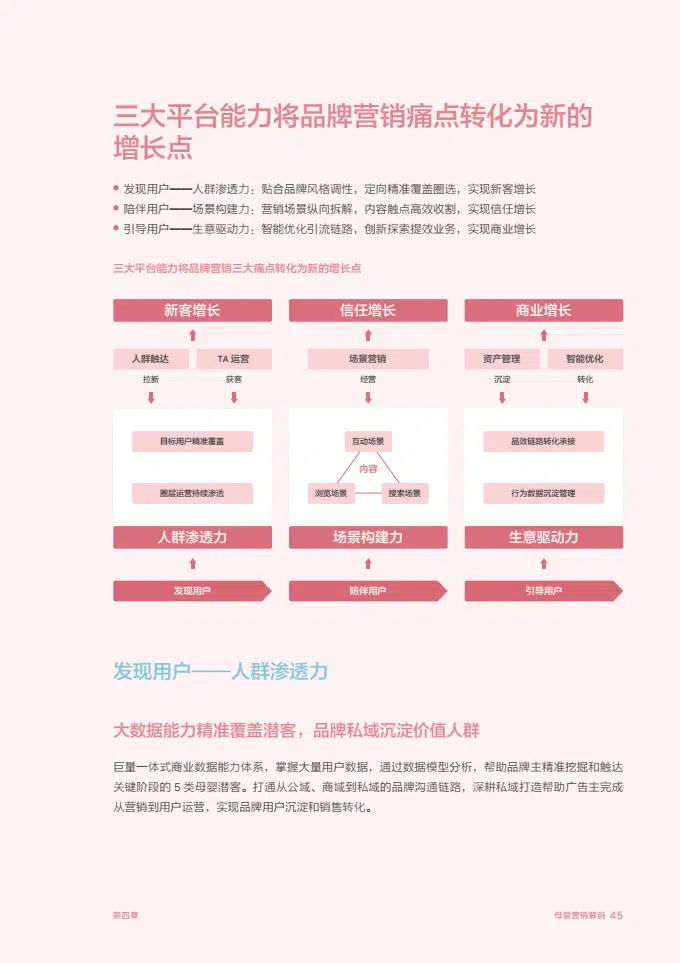 三大平台能力将品牌营销痛点转化为新的
增长点
发现用户——人群渗透力：贴合品牌风格调性，定向精准覆盖圈选，实现新客增长
陪伴用户——场景构建力：营销场景纵向拆解，内容触点高效收割，实现信任增长
引导用户——生意驱动力：智能优化引流链路，创新探索提效业务，实现商业增长
三大平台能力将品牌营销三大痛点转化为新的增长点
新客增长
信任增长
商业增长
人群触达
TA 运营
场景营销
资产管理
智能优化
拉新
获客
经营
沉淀
转化
目标用户精准覆盖
互动场景
品效链路转化承接
内容
圈层运营持续渗透
浏览场景
搜索场景
行为数据沉淀管理
人群渗透力
场景构建力
生意驱动力
发现用户
陪伴用户
引导用户
发现用户——人群渗透力
大数据能力精准覆盖潜客，品牌私域沉淀价值人群
巨量一体式商业数据能力体系，掌握大量用户数据，通过数据模型分析，帮助品牌主精准挖掘和触达
关键阶段的 5 类母婴潜客。打通从公域、商域到私域的品牌沟通链路，深耕私域打造帮助广告主完成
从营销到用户运营，实现品牌用户沉淀和销售转化。
第四章
母婴营销解码 45